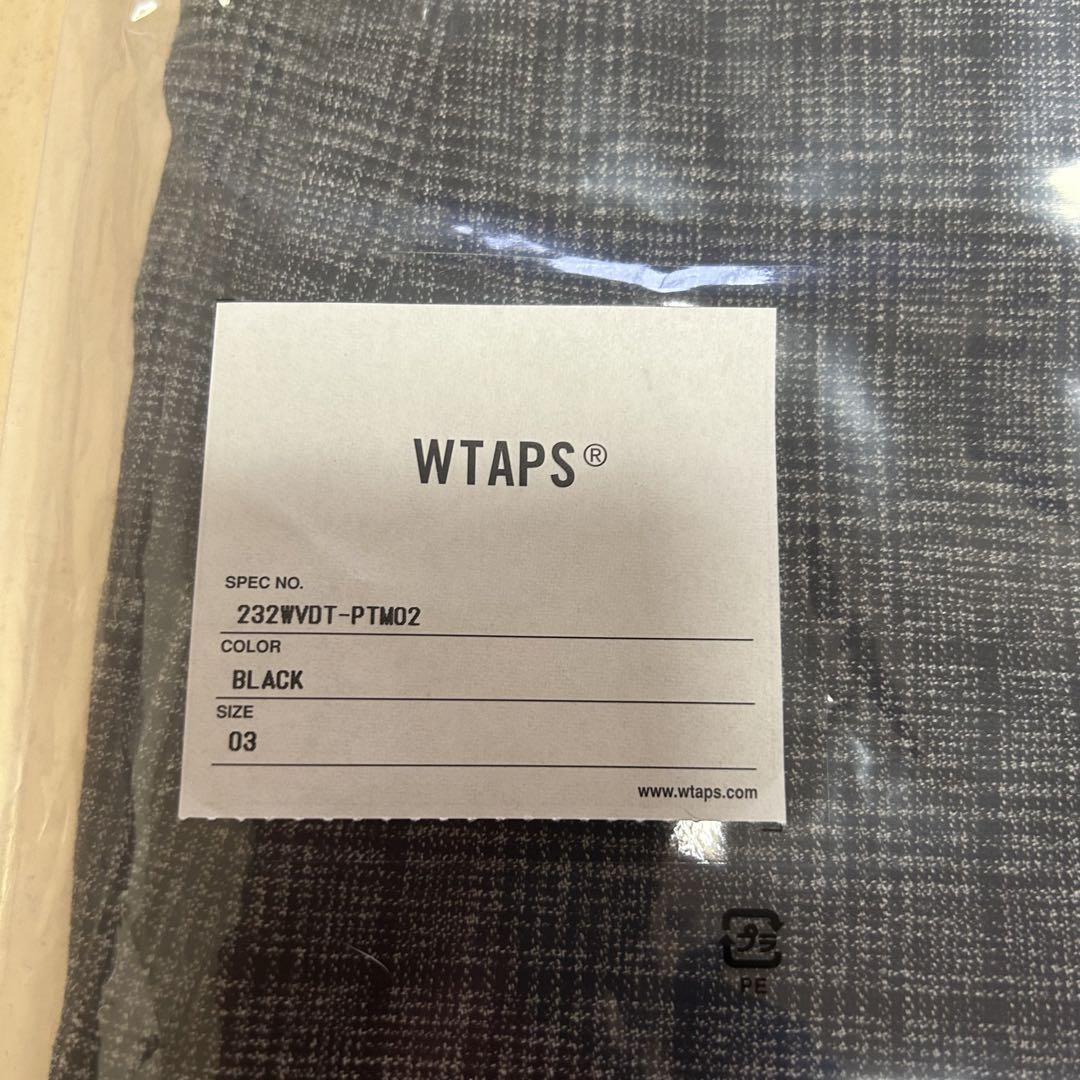 WTAPS®
SPEC NO.
232WVDT-PTM02
COLOR
BLACK
SIZE
03
www.wtaps.com
プラ
PE